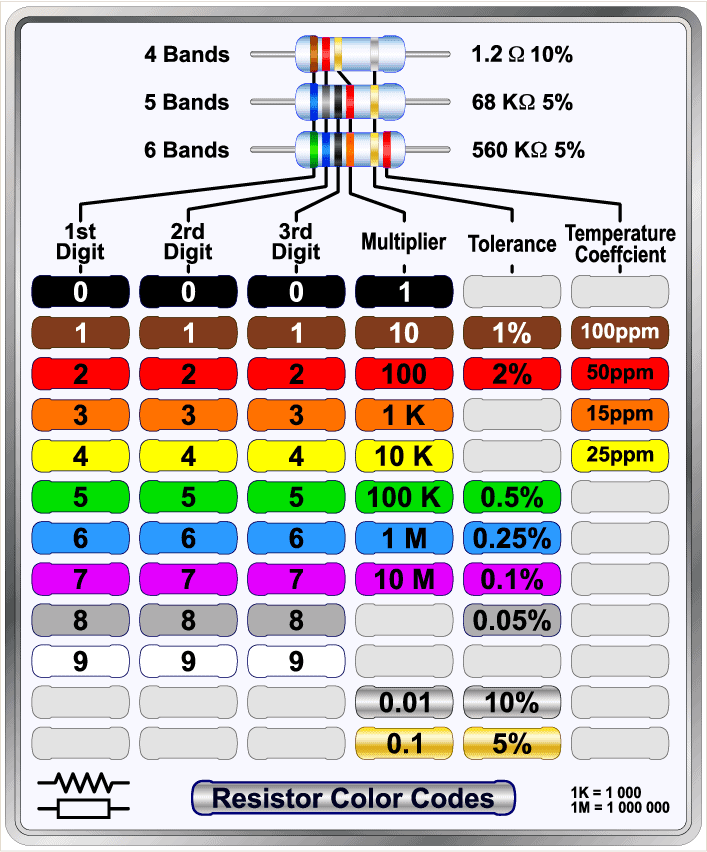 4 Bands 1.2 Ω 10%
5 Bands 68 KΩ 5%
6 Bands 560 KΩ 5%
1st Digit
2rd Digit
3rd Digit
Multiplier
Tolerance
Temperature Coeffcient
0 0 0 1
1 1 1 10 1% 100ppm
2 2 2 100 2% 50ppm
3 3 3 1 K 15ppm
4 4 4 10 K 25ppm
5 5 5 100 K 0.5%
6 6 6 1 M 0.25%
7 7 7 10 M 0.1%
8 8 8 0.05%
9 9 9
0.01 10%
0.1 5%
Resistor Color Codes
1K = 1 000
1M = 1 000 000